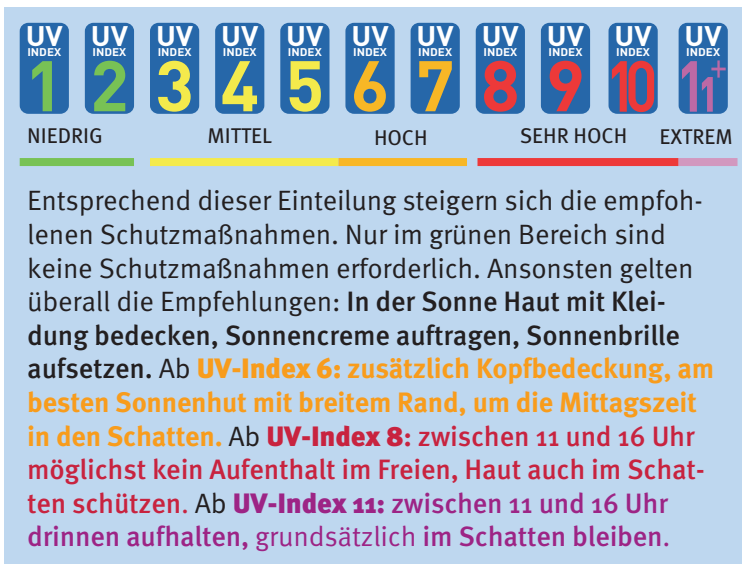 UV UV UV UV UV UV UV UV UV UV UV
INDEX INDEX INDEX INDEX INDEX INDEX INDEX INDEX INDEX INDEX INDEX
1 2 3 4 5 6 7 8 9 10 11+
NIEDRIG MITTEL HOCH SEHR HOCH EXTREM
Entsprechend dieser Einteilung steigern sich die empfoh-
lenen Schutzmaßnahmen. Nur im grünen Bereich sind
keine Schutzmaßnahmen erforderlich. Ansonsten gelten
überall die Empfehlungen: In der Sonne Haut mit Klei-
dung bedecken, Sonnencreme auftragen, Sonnenbrille
aufsetzen. Ab UV-Index 6: zusätzlich Kopfbedeckung, am
besten Sonnenhut mit breitem Rand, um die Mittagszeit
in den Schatten. Ab UV-Index 8: zwischen 11 und 16 Uhr
möglichst kein Aufenthalt im Freien, Haut auch im Schat-
ten schützen. Ab UV-Index 11: zwischen 11 und 16 Uhr
drinnen aufhalten, grundsätzlich im Schatten bleiben.